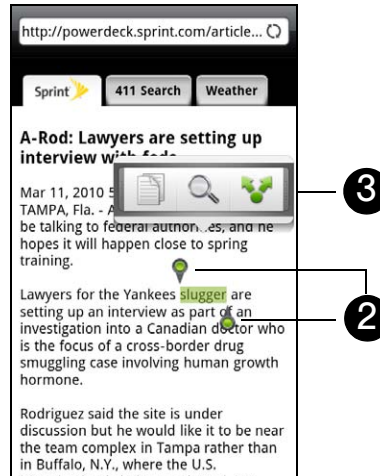 http://powerdeck.sprint.com/article...
Sprint
411 Search
Weather
A-Rod: Lawyers are setting up
interview with feds
Mar 11, 2010 5
TAMPA, Fla. - A
be talking to federal authorities, and he
hopes it will happen close to spring
training.
Lawyers for the Yankees slugger are
setting up an interview as part of an
investigation into a Canadian doctor who
is the focus of a cross-border drug
smuggling case involving human growth
hormone.
Rodriguez said the site is under
discussion but he would like it to be near
the team complex in Tampa rather than
in Buffalo, N.Y., where the U.S.
3
2